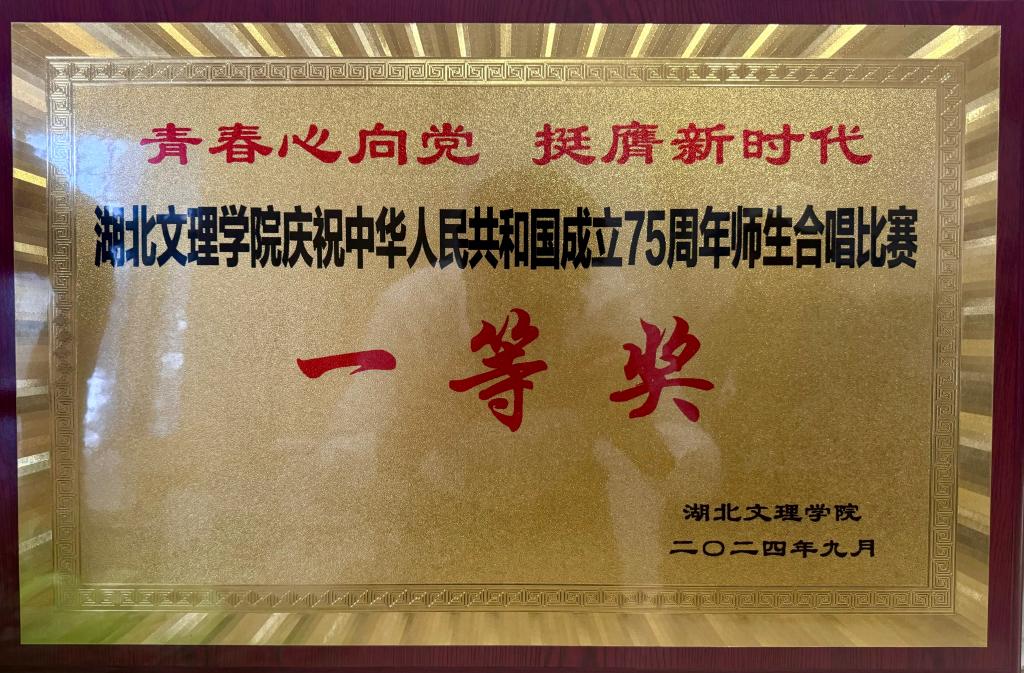 青春心向党 挺膺新时代
湖北文理学院庆祝中华人民共和国成立75周年师生合唱比赛
一等奖
湖北文理学院
二〇二四年九月